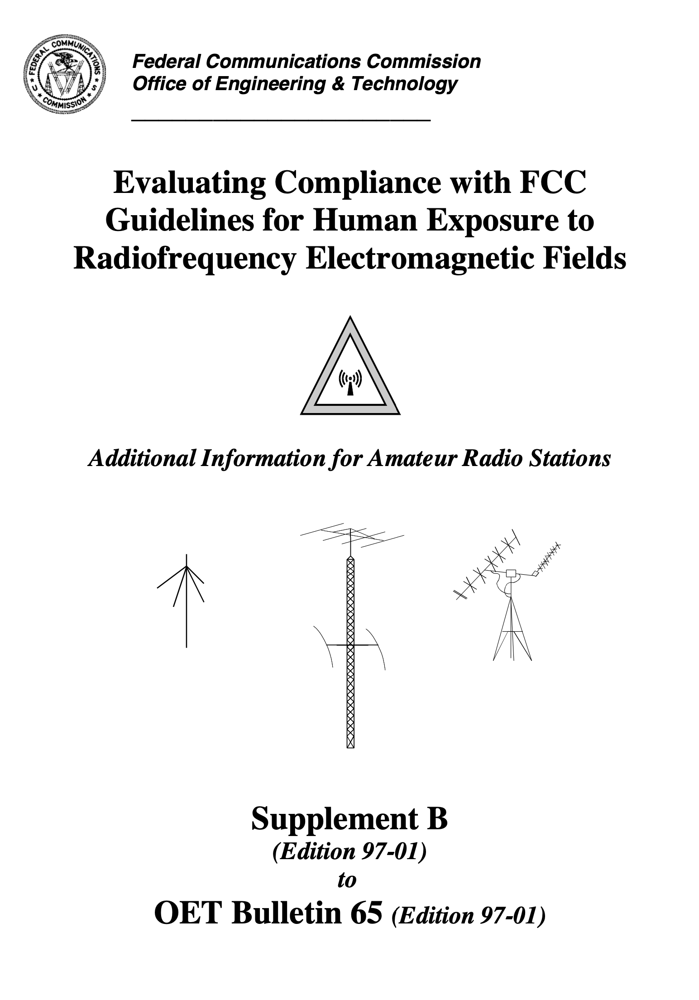 FEDERAL COMMUNICATIONS COMMISSION
U S
Federal Communications Commission
Office of Engineering & Technology
Evaluating Compliance with FCC
Guidelines for Human Exposure to
Radiofrequency Electromagnetic Fields
Additional Information for Amateur Radio Stations
Supplement B
(Edition 97-01)
to
OET Bulletin 65 (Edition 97-01)